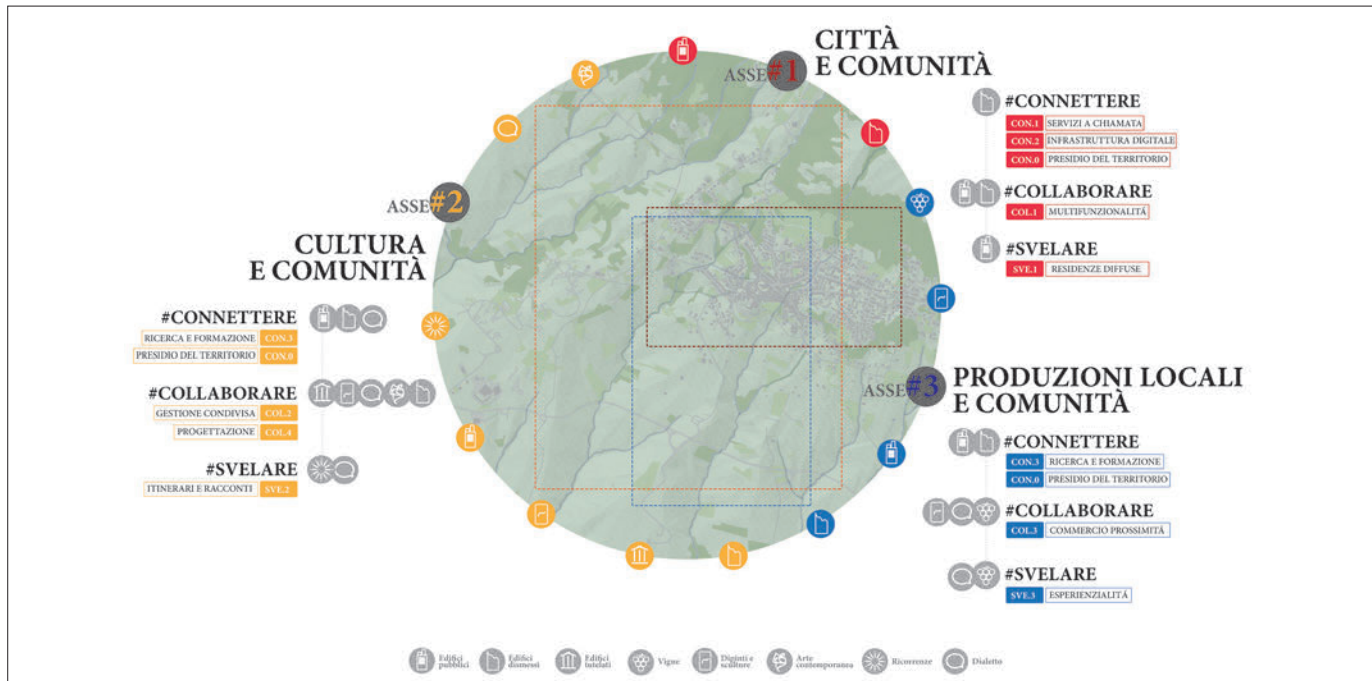 ASSE #1
CITTÀ
E COMUNITÀ
#CONNETTERE
CON.1 SERVIZI A CHIAMATA
CON.2 INFRASTRUTTURA DIGITALE
CON.0 PRESIDIO DEL TERRITORIO
#COLLABORARE
COL.1 MULTIFUNZIONALITÁ
#SVELARE
SVE.1 RESIDENZE DIFFUSE
ASSE #2
CULTURA
E COMUNITÀ
#CONNETTERE
RICERCA E FORMAZIONE CON.3
PRESIDIO DEL TERRITORIO CON.0
#COLLABORARE
GESTIONE CONDIVISA COL.2
PROGETTAZIONE COL.4
#SVELARE
ITINERARI E RACCONTI SVE.2
ASSE #3
PRODUZIONI LOCALI
E COMUNITÀ
#CONNETTERE
CON.3 RICERCA E FORMAZIONE
CON.0 PRESIDIO DEL TERRITORIO
#COLLABORARE
COL.3 COMMERCIO PROSSIMITÀ
#SVELARE
SVE.3 ESPERIENZIALITÁ
Edifici
pubblici
Edifici
dismessi
Edifici
tutelati
Vigne
Dipinti e
sculture
Arte
contemporanea
Ricorrenze
Dialetto